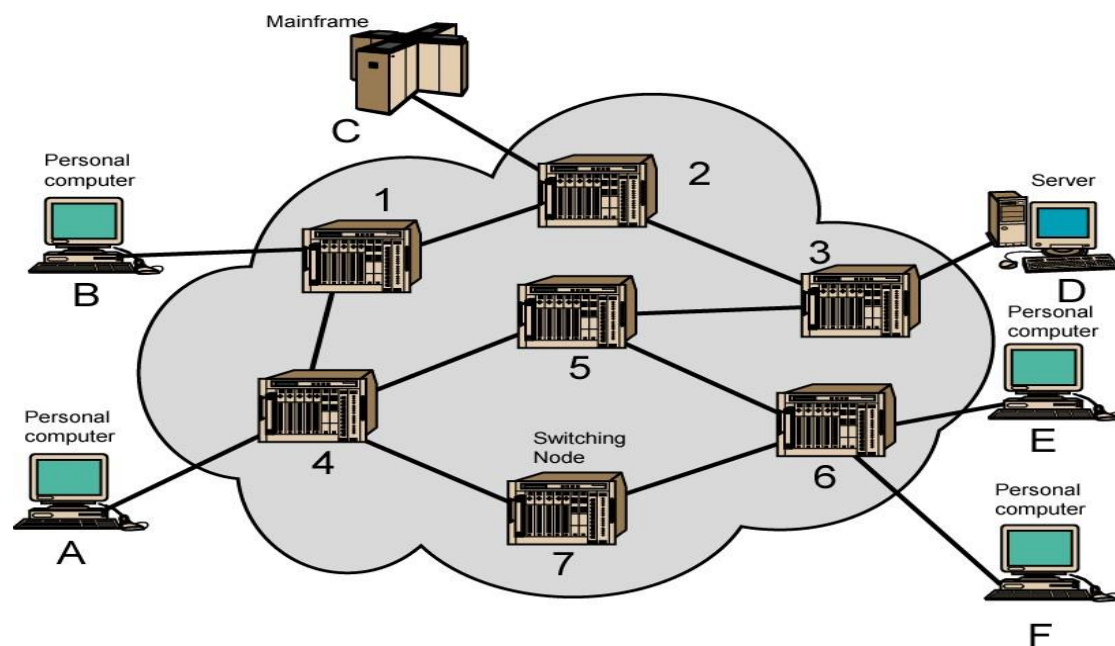 Mainframe
C
2
Personal
computer
1
Server
B
3
D
Personal
computer
5
Personal
computer
Switching
Node
4
6
E
A
7
Personal
computer
F